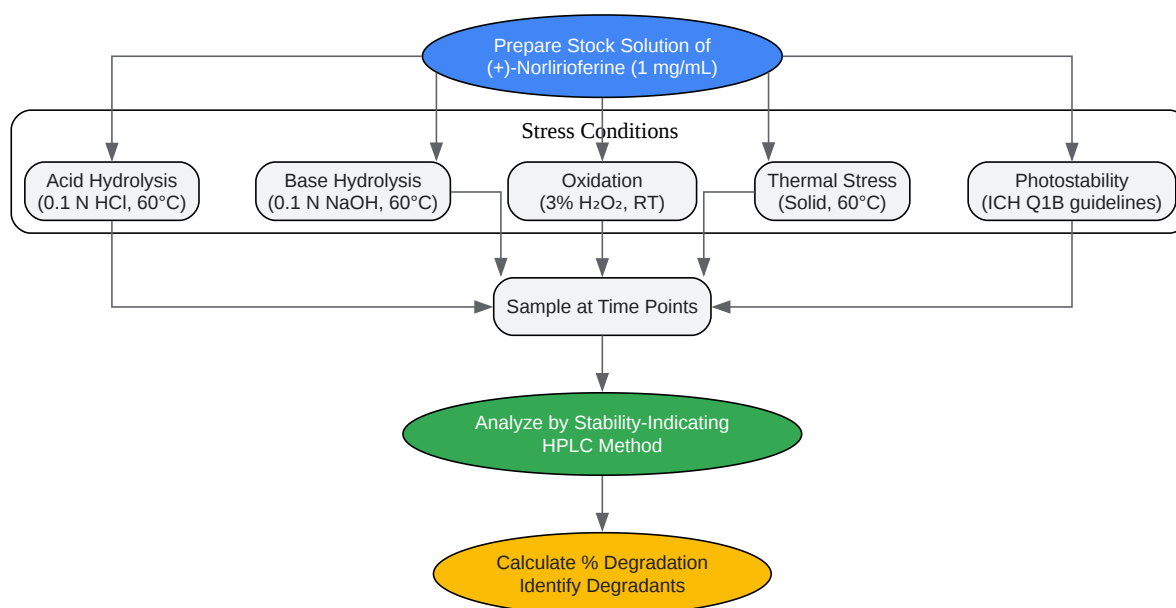 Prepare Stock Solution of
(+)-Norlirioferine (1 mg/mL)
Stress Conditions
Acid Hydrolysis
(0.1 N HCl, 60°C)
Base Hydrolysis
(0.1 N NaOH, 60°C)
Oxidation
(3% H₂O₂, RT)
Thermal Stress
(Solid, 60°C)
Photostability
(ICH Q1B guidelines)
Sample at Time Points
Analyze by Stability-Indicating
HPLC Method
Calculate % Degradation
Identify Degradants